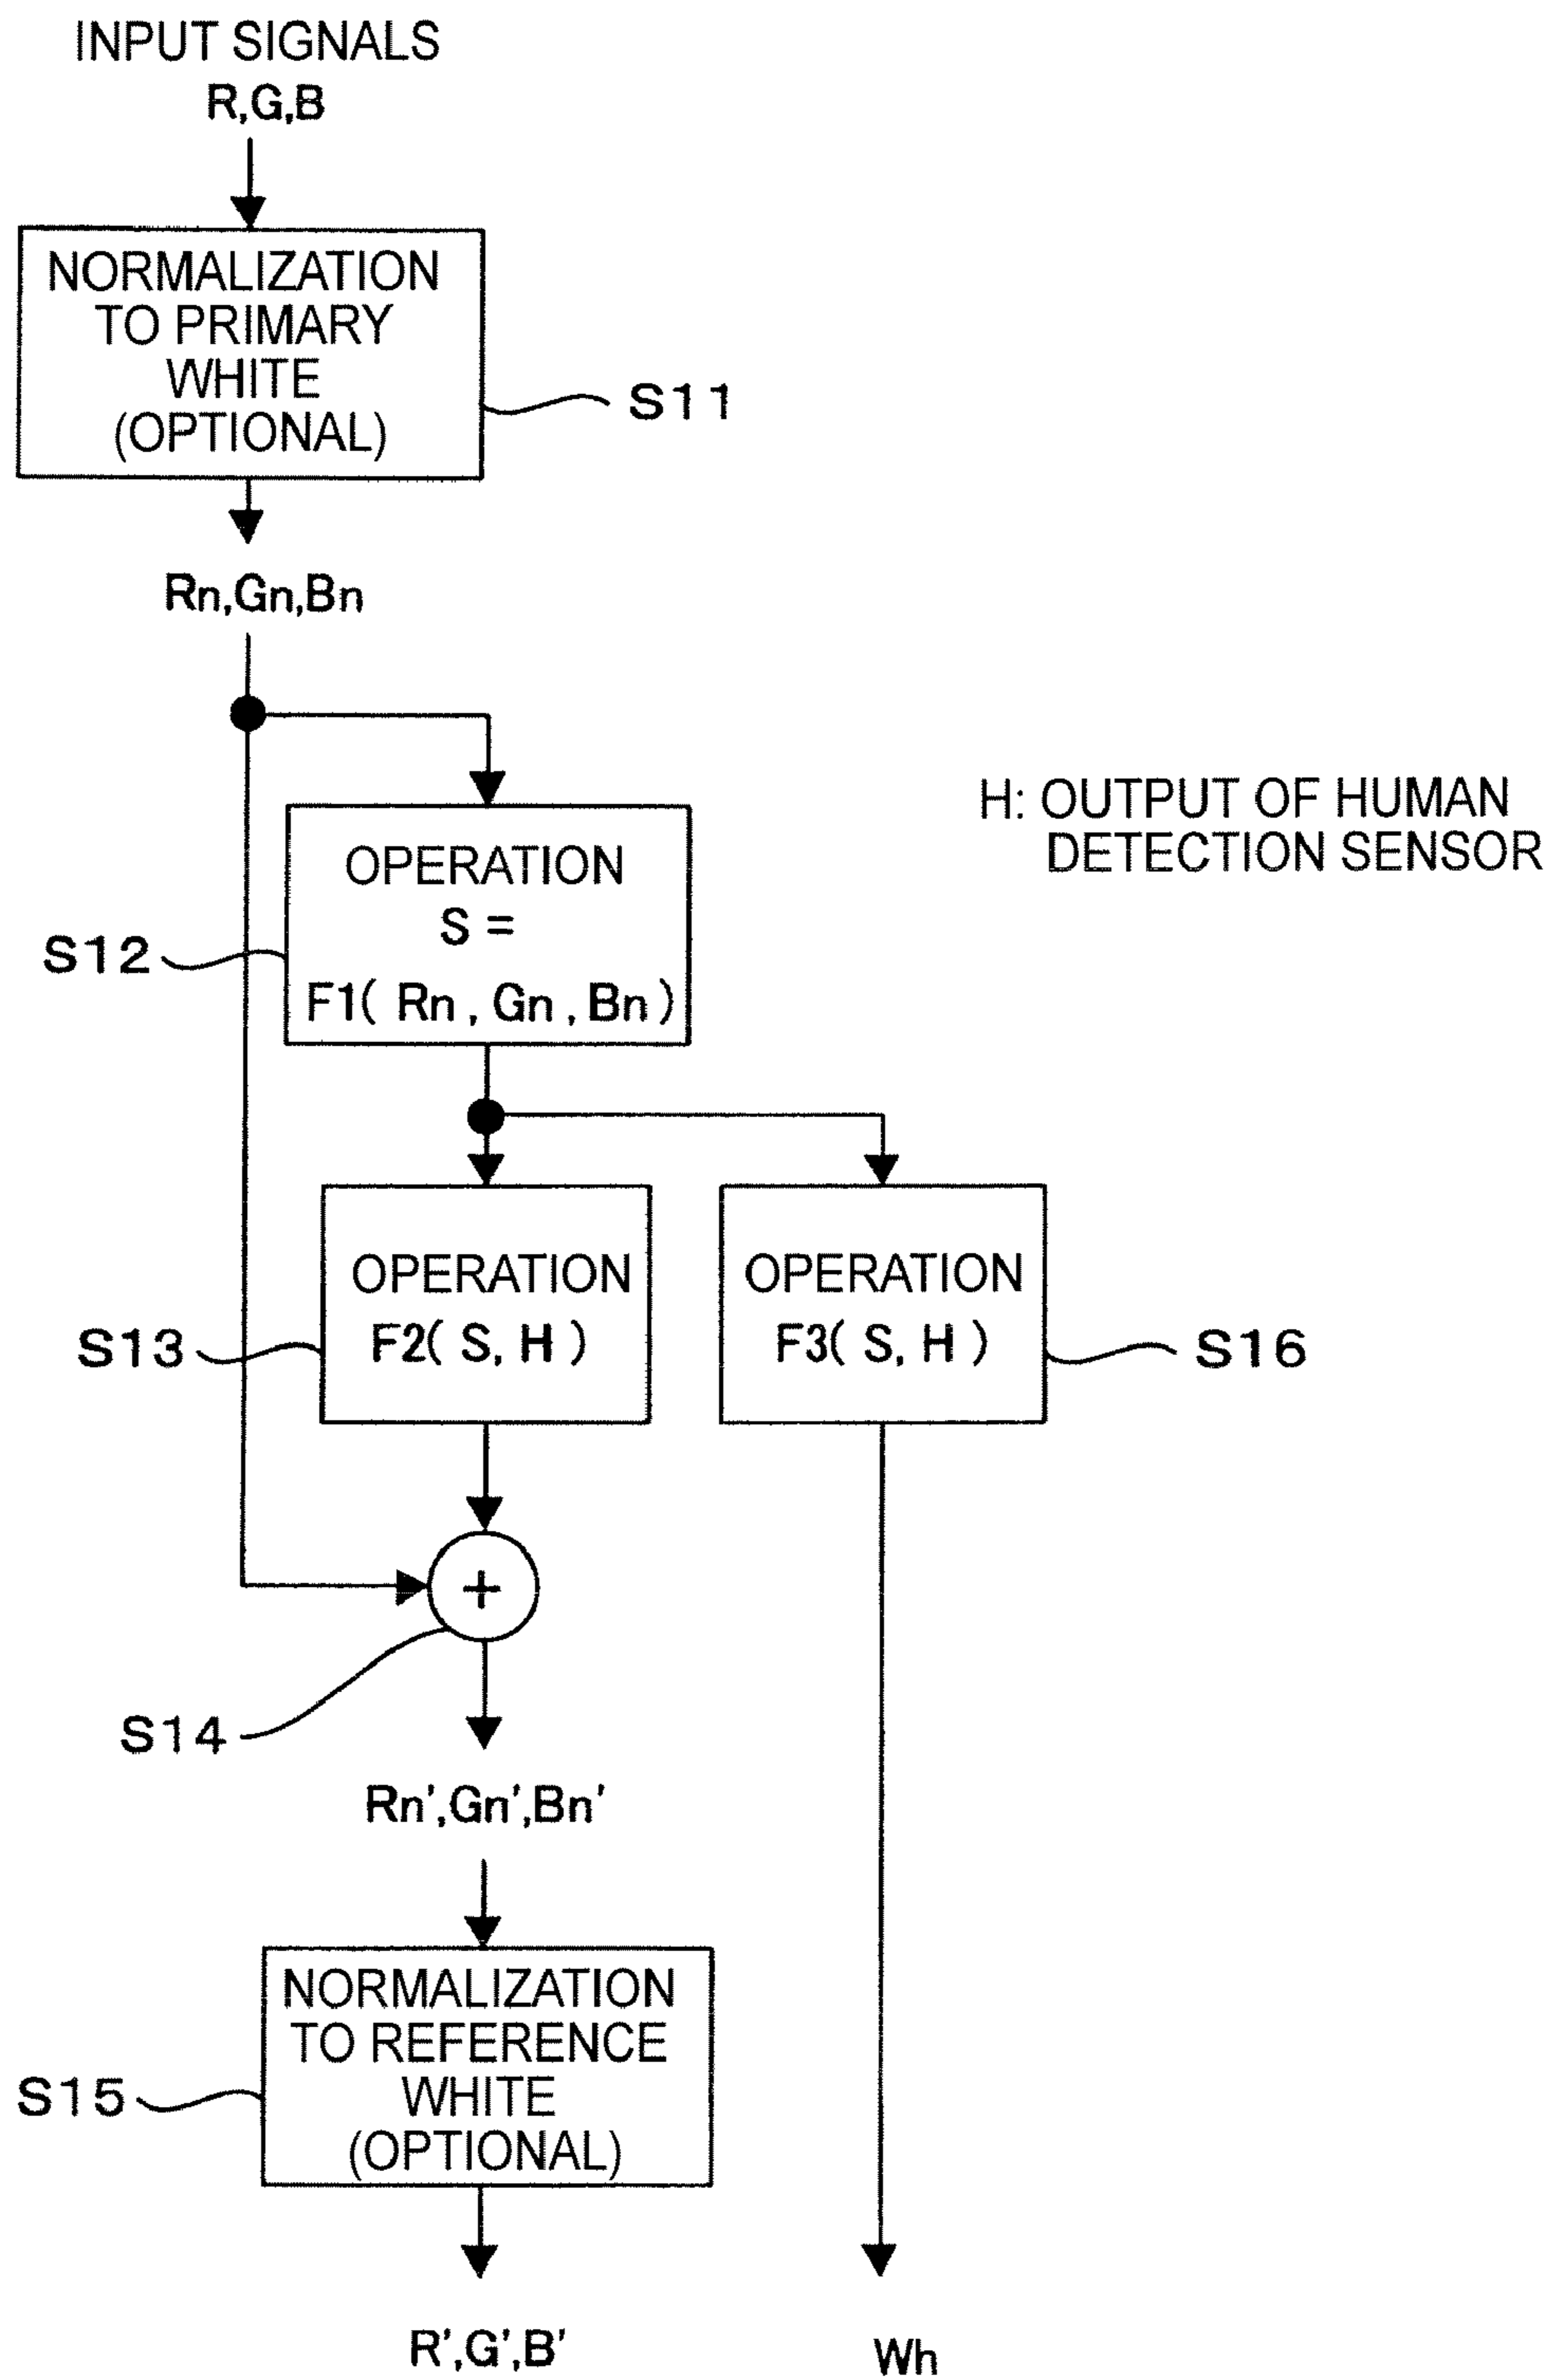 INPUT SIGNALS
R,G,B
NORMALIZATION
TO PRIMARY
WHITE
(OPTIONAL)
S11
Rn,Gn,Bn
H: OUTPUT OF HUMAN
DETECTION SENSOR
OPERATION
S =
F1( Rn , Gn , Bn )
S12
OPERATION
F2( S, H )
S13
OPERATION
F3( S, H )
S16
+
S14
Rn',Gn',Bn'
NORMALIZATION
TO REFERENCE
WHITE
(OPTIONAL)
S15
R',G',B'
Wh